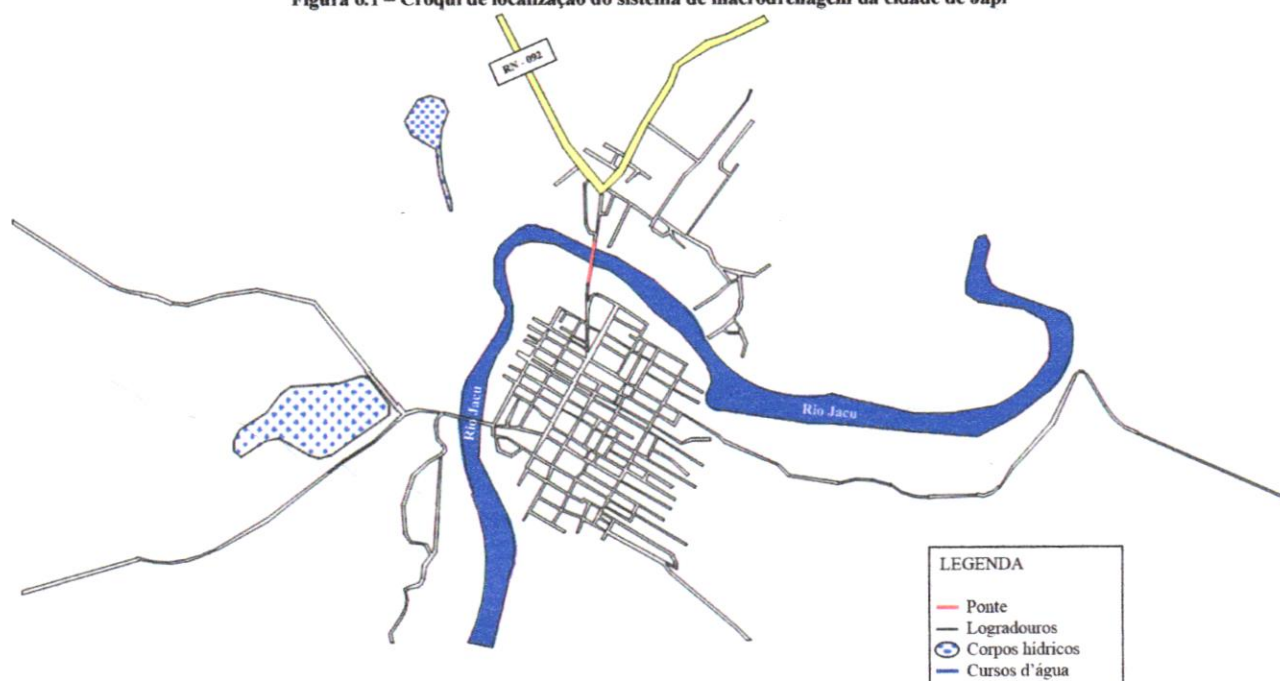 Figura 6.1 – Croqui de localização do sistema de macrodrenagem da cidade de Japi
RN - 092
Rio Jacu
Rio Jacu
LEGENDA
Ponte
Logradouros
Corpos hídricos
Cursos d'água